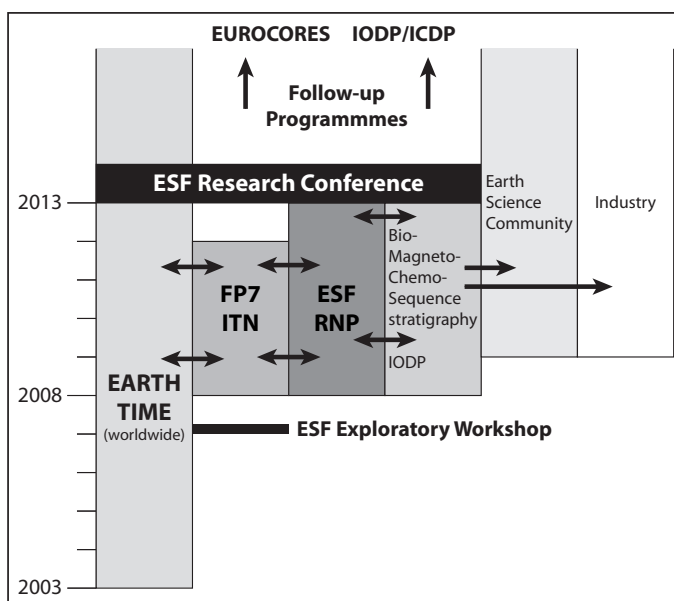 EUROCORES IODP/ICDP
Follow-up
Programmmes
ESF Research Conference
2013
Earth
Science
Community
Industry
Bio-
Magneto-
Chemo-
Sequence
stratigraphy
FP7
ITN
ESF
RNP
IODP
EARTH
TIME
(worldwide)
2008
ESF Exploratory Workshop
2003